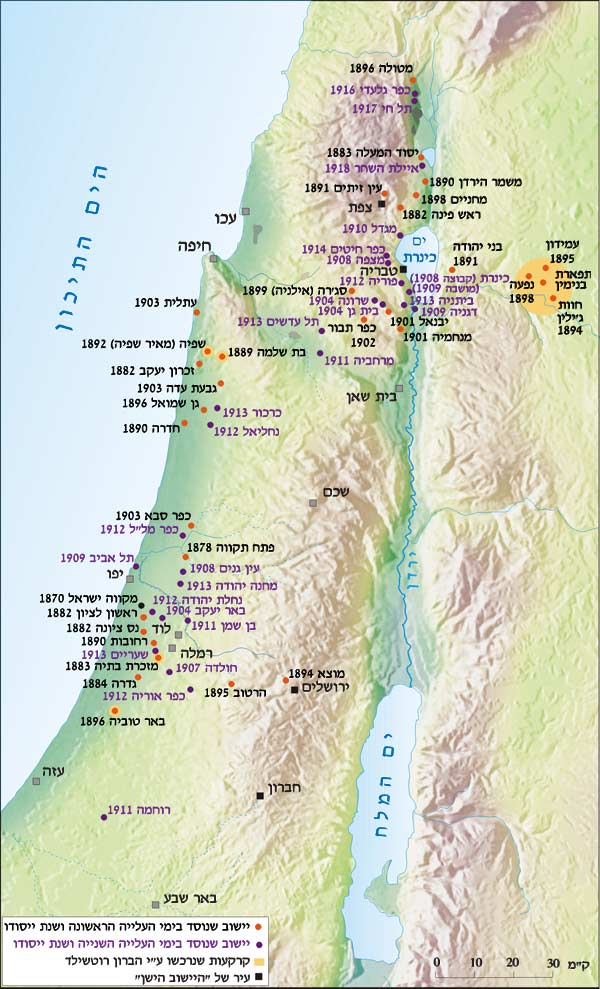 מטולה 1896
כפר גלעדי 1916
תל חי 1917
יסוד המעלה 1883
איילת השחר 1918
משמר הירדן 1890
עין זיתים 1891
מחניים 1898
צפת
ראש פינה 1882
עכו
מגדל 1910
ים
כינרת
חיפה
כפר חיטים 1914
מצפה 1908
טבריה
בני יהודה
1891
עמידון
1895
תפארת
בנימין
נפעה
1898
חוות
ג'יליין
1894
פוריה 1912
כינרת (קבוצה 1908)
(מושבה 1909)
סג'רה (אילניה) 1899
שרונה 1904
ביתניה 1913
דגניה 1909
בית גן 1904
עתלית 1903
תל עדשים 1913
כפר תבור
1902
יבנאל 1901
מנחמיה 1901
שפיה (מאיר שפיה) 1892
בת שלמה 1889
מרחביה 1911
זכרון יעקב 1882
גבעת עדה 1903
בית שאן
גן שמואל 1896
כרכור 1913
חדרה 1890
נחליאל 1912
הים התיכון
שכם
כפר סבא 1903
כפר מל"ל 1912
ירדן
פתח תקווה 1878
תל אביב 1909
יפו
עין גנים 1908
מחנה יהודה 1913
מקווה ישראל 1870
נחלת יהודה 1912
ראשון לציון 1882
באר יעקב 1904
נס ציונה 1882
לוד
בן שמן 1911
רחובות 1890
רמלה
שעריים 1913
מזכרת בתיה 1883
חולדה 1907
מוצא 1894
גדרה 1884
הרטוב 1895
ירושלים
כפר אוריה 1912
באר טוביה 1896
ים המלח
עזה
חברון
רוחמה 1911
באר שבע
יישוב שנוסד בימי העלייה הראשונה ושנת ייסודו
יישוב שנוסד בימי העלייה השנייה ושנת ייסודו
קרקעות שנרכשו ע"י הברון רוטשילד
עיר של "היישוב הישן"
0 10 20 30 ק"מ